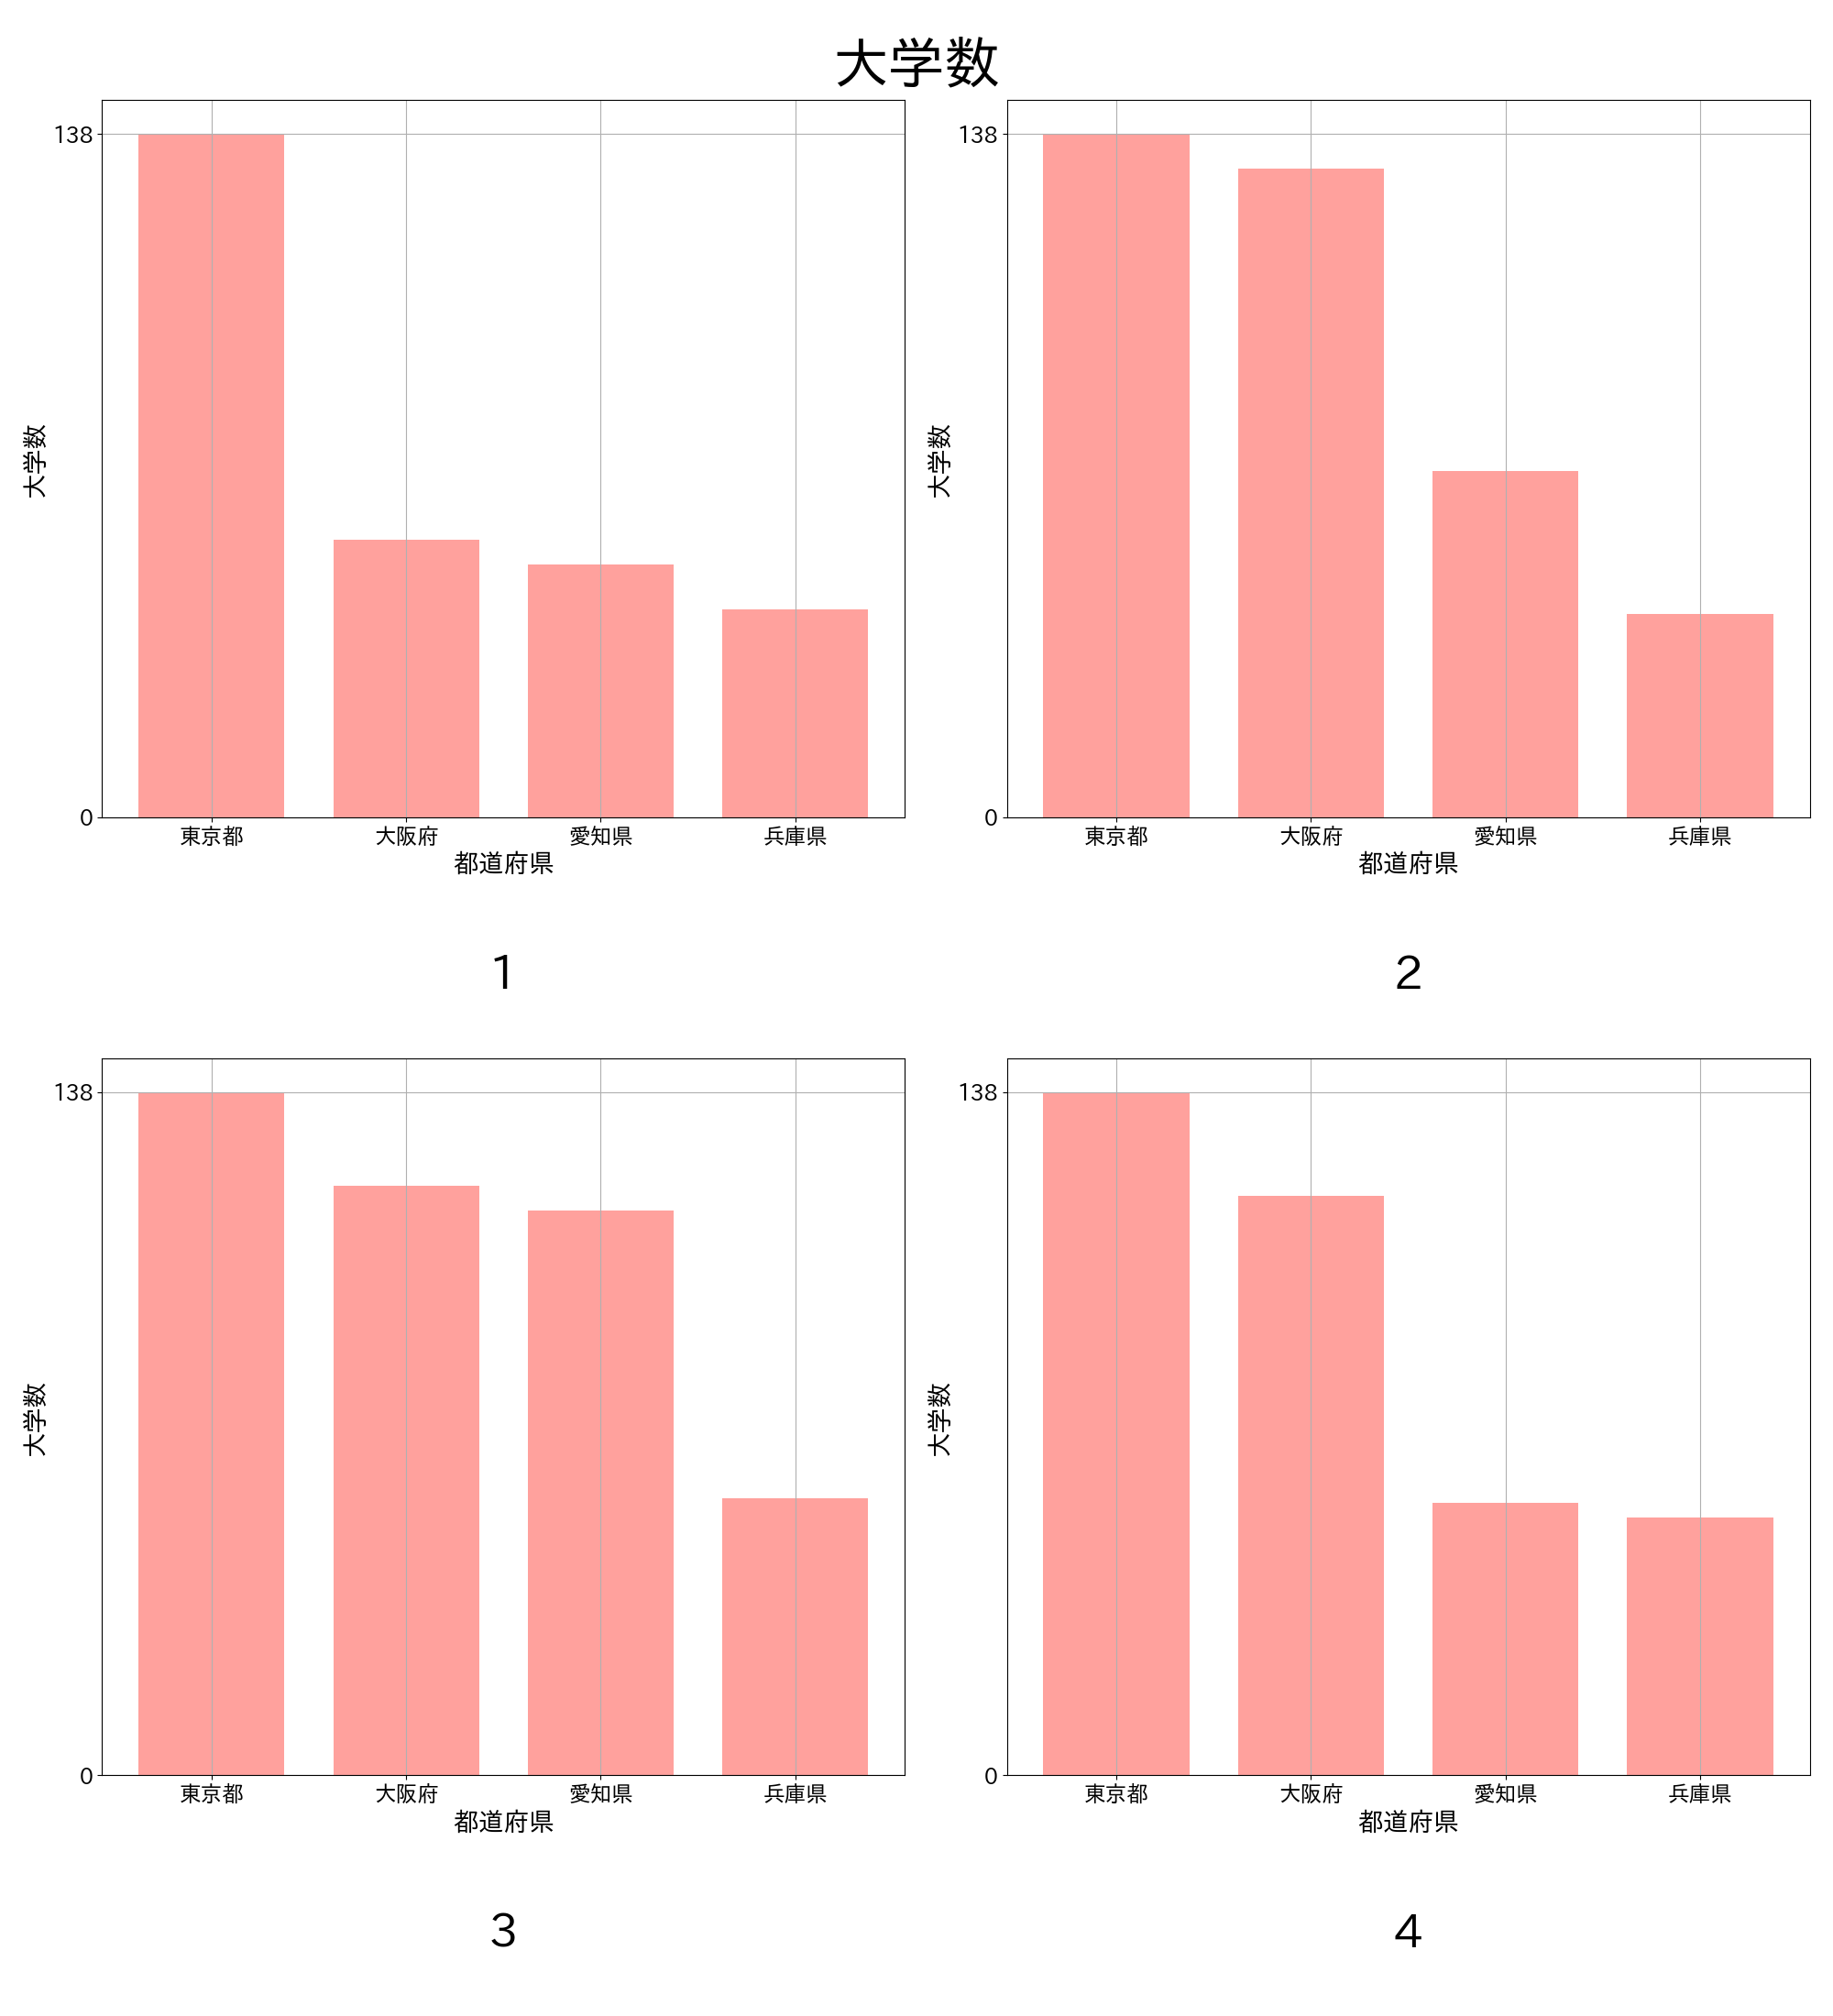 大学数
138
0
大学数
東京都 大阪府 愛知県 兵庫県
都道府県
1
138
0
大学数
東京都 大阪府 愛知県 兵庫県
都道府県
2
138
0
大学数
東京都 大阪府 愛知県 兵庫県
都道府県
3
138
0
大学数
東京都 大阪府 愛知県 兵庫県
都道府県
4